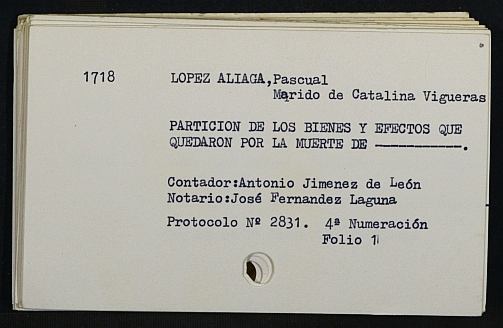 1718 LOPEZ ALIAGA,Pascual
Marido de Catalina Vigueras
PARTICION DE LOS BIENES Y EFECTOS QUE
QUEDARON POR LA MUERTE DE ----------.
Contador:Antonio Jimenez de León
Notario:José Fernandez Laguna
Protocolo Nº 2831. 4ª Numeración
Folio 1